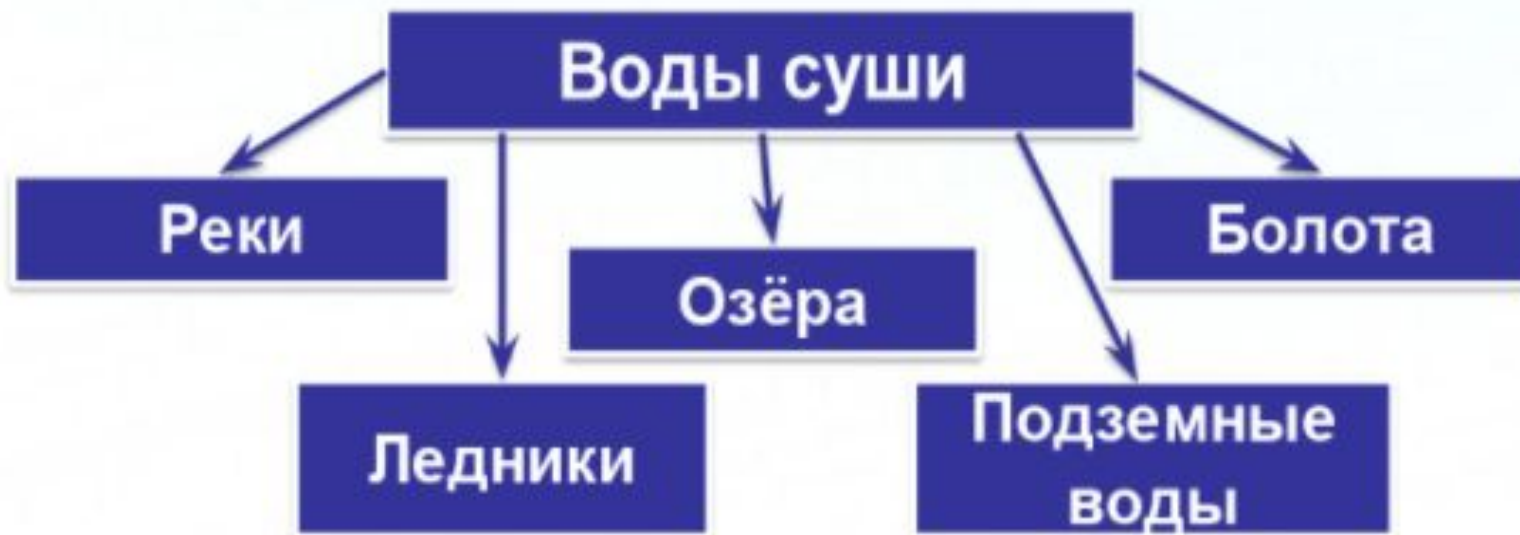 Воды суши
Реки
Болота
Озёра
Ледники
Подземные
воды